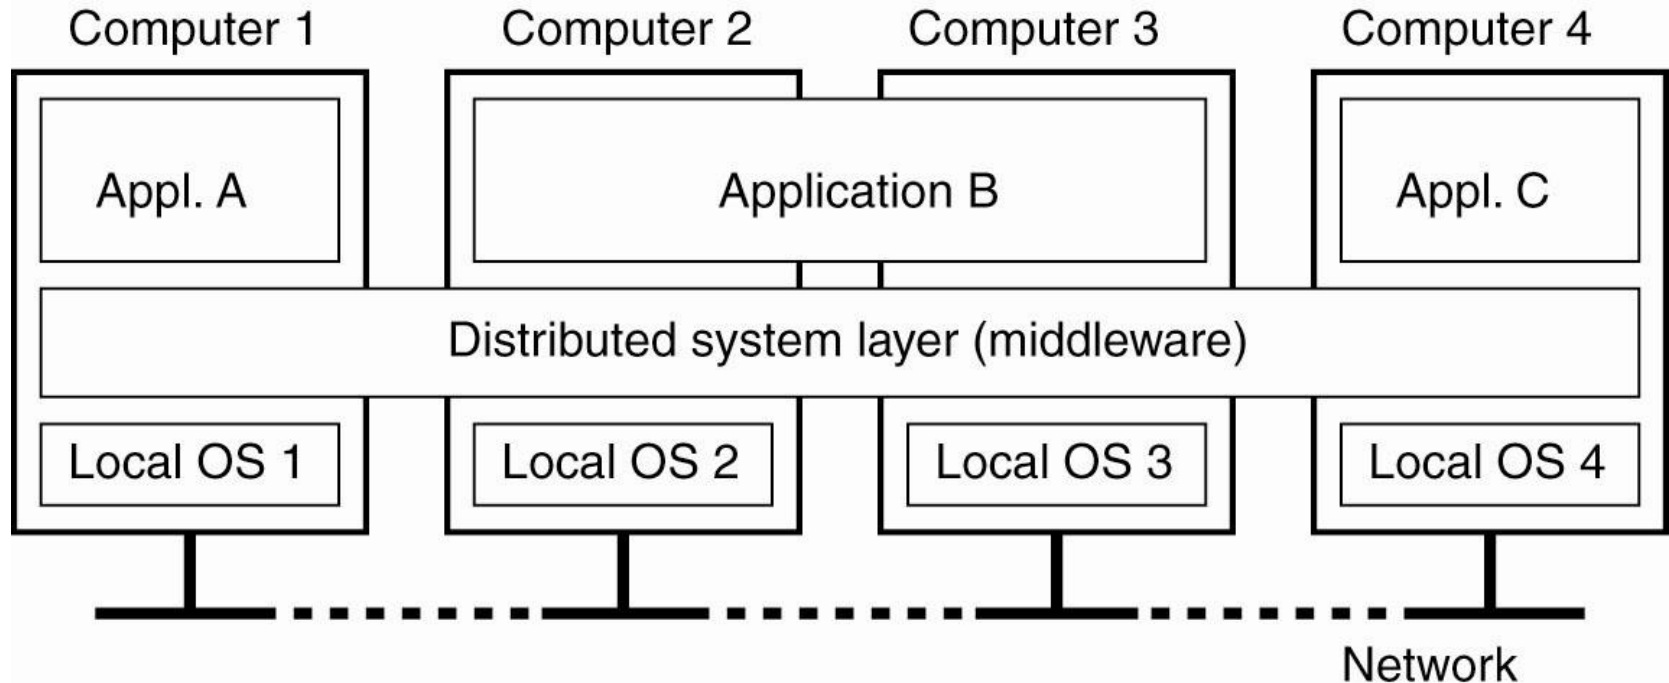 Computer 1
Computer 2
Computer 3
Computer 4
Appl. A
Application B
Appl. C
Distributed system layer (middleware)
Local OS 1
Local OS 2
Local OS 3
Local OS 4
Network